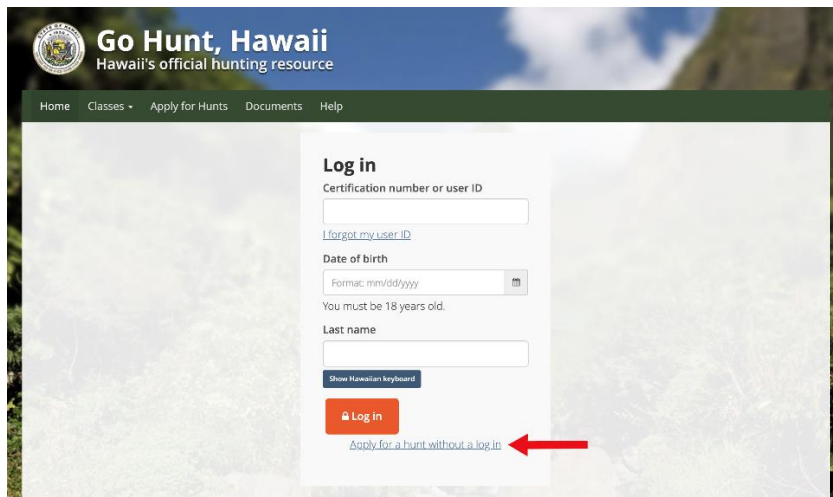 Go Hunt, Hawaii
Hawaii's official hunting resource
Home Classes Apply for Hunts Documents Help
Log in
Certification number or user ID
I forgot my user ID
Date of birth
Format: mm/dd/yyyy
You must be 18 years old.
Last name
Show Hawaiian keyboard
Log in
Apply for a hunt without a log in